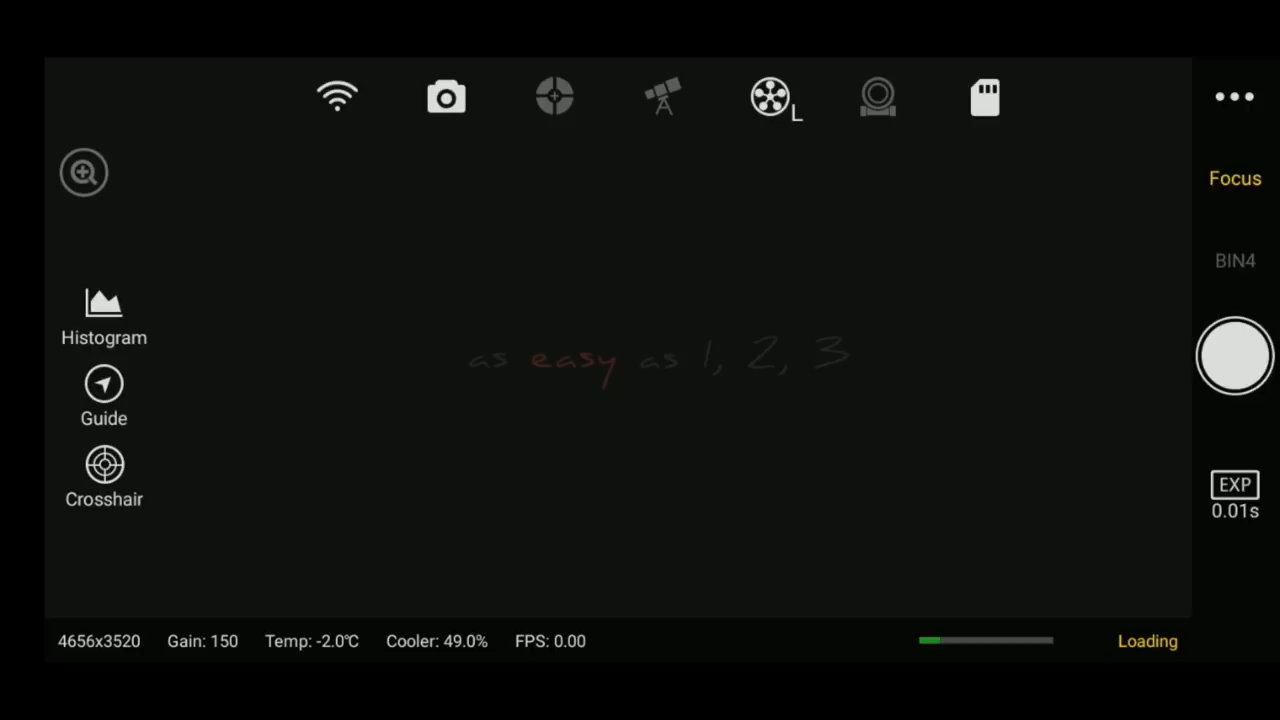 L
Focus
BIN4
Histogram
as easy as 1, 2, 3
Guide
Crosshair
EXP
0.01s
4656x3520 Gain: 150 Temp: -2.0℃ Cooler: 49.0% FPS: 0.00 Loading